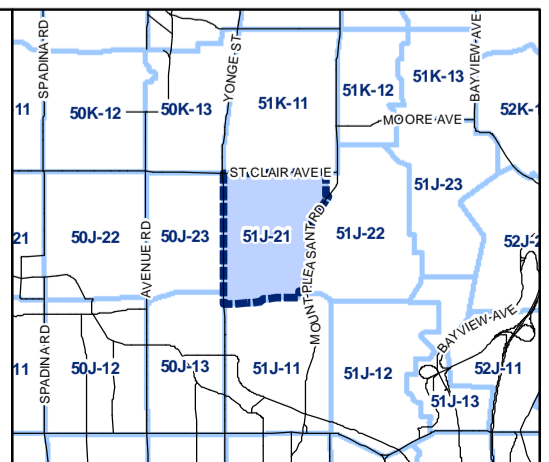 SPADINA RD
YONGE ST
BAYVIEW AVE
51K-13
51K-12
11
50K-12
50K-13
51K-11
52K-1
MOORE AVE
ST CLAIR AVE E
51J-23
21
50J-22
AVENUE RD
50J-23
51J-21
MOUNT PLEASANT RD
51J-22
52J-2
SPADINA RD
BAYVIEW AVE
11
50J-12
50J-13
51J-11
51J-12
52J-11
51J-13